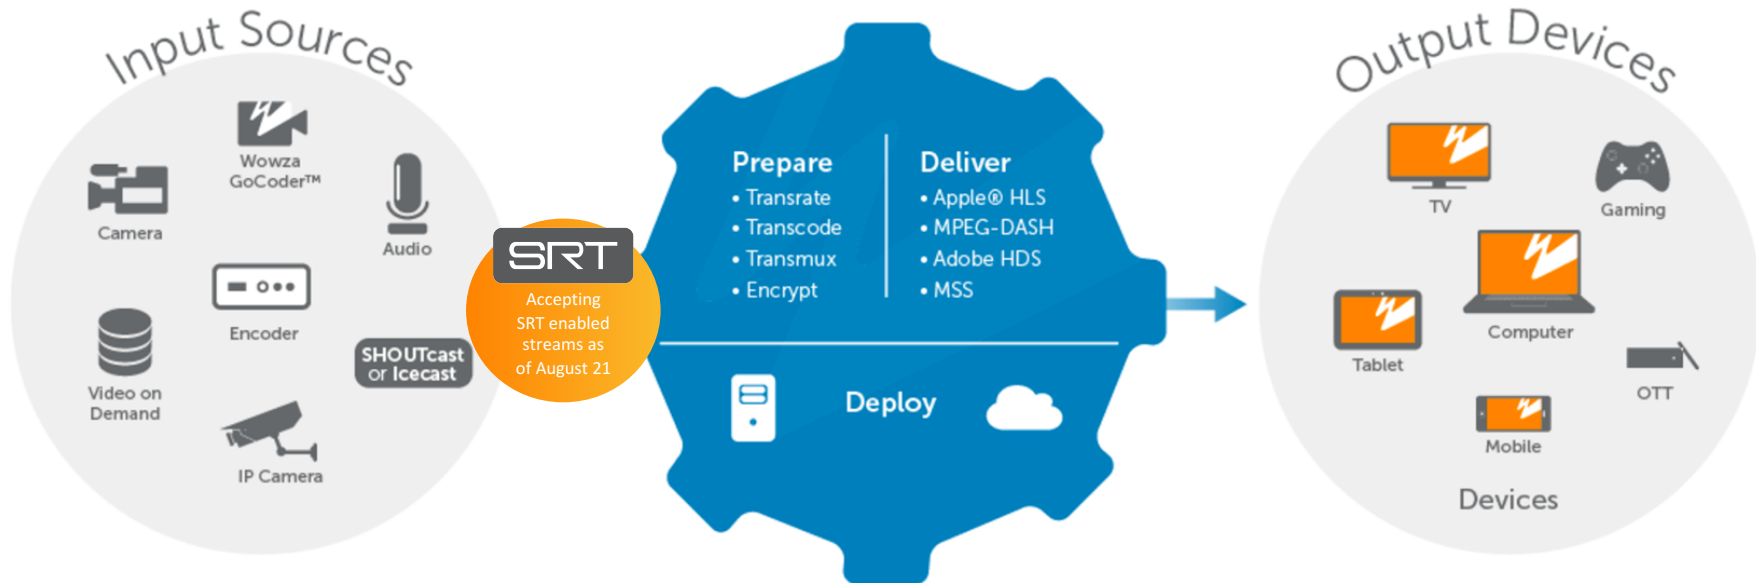 Input Sources
Wowza
GoCoder™
Camera
Audio
Encoder
Video on
Demand
SHOUTcast
or Icecast
IP Camera
SRT
Accepting
SRT enabled
streams as
of August 21
Prepare
• Transrate
• Transcode
• Transmux
• Encrypt
Deliver
• Apple® HLS
• MPEG-DASH
• Adobe HDS
• MSS
Deploy
Output Devices
TV
Gaming
Computer
Tablet
OTT
Mobile
Devices